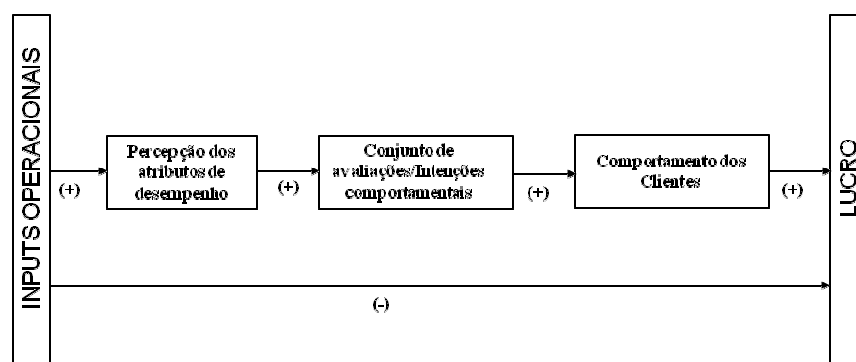 INPUTS OPERACIONAIS
(+)
Percepção dos
atributos de
desempenho
(+)
Conjunto de
avaliações/Intenções
comportamentais
(+)
Comportamento dos
Clientes
(+)
LUCRO
(-)